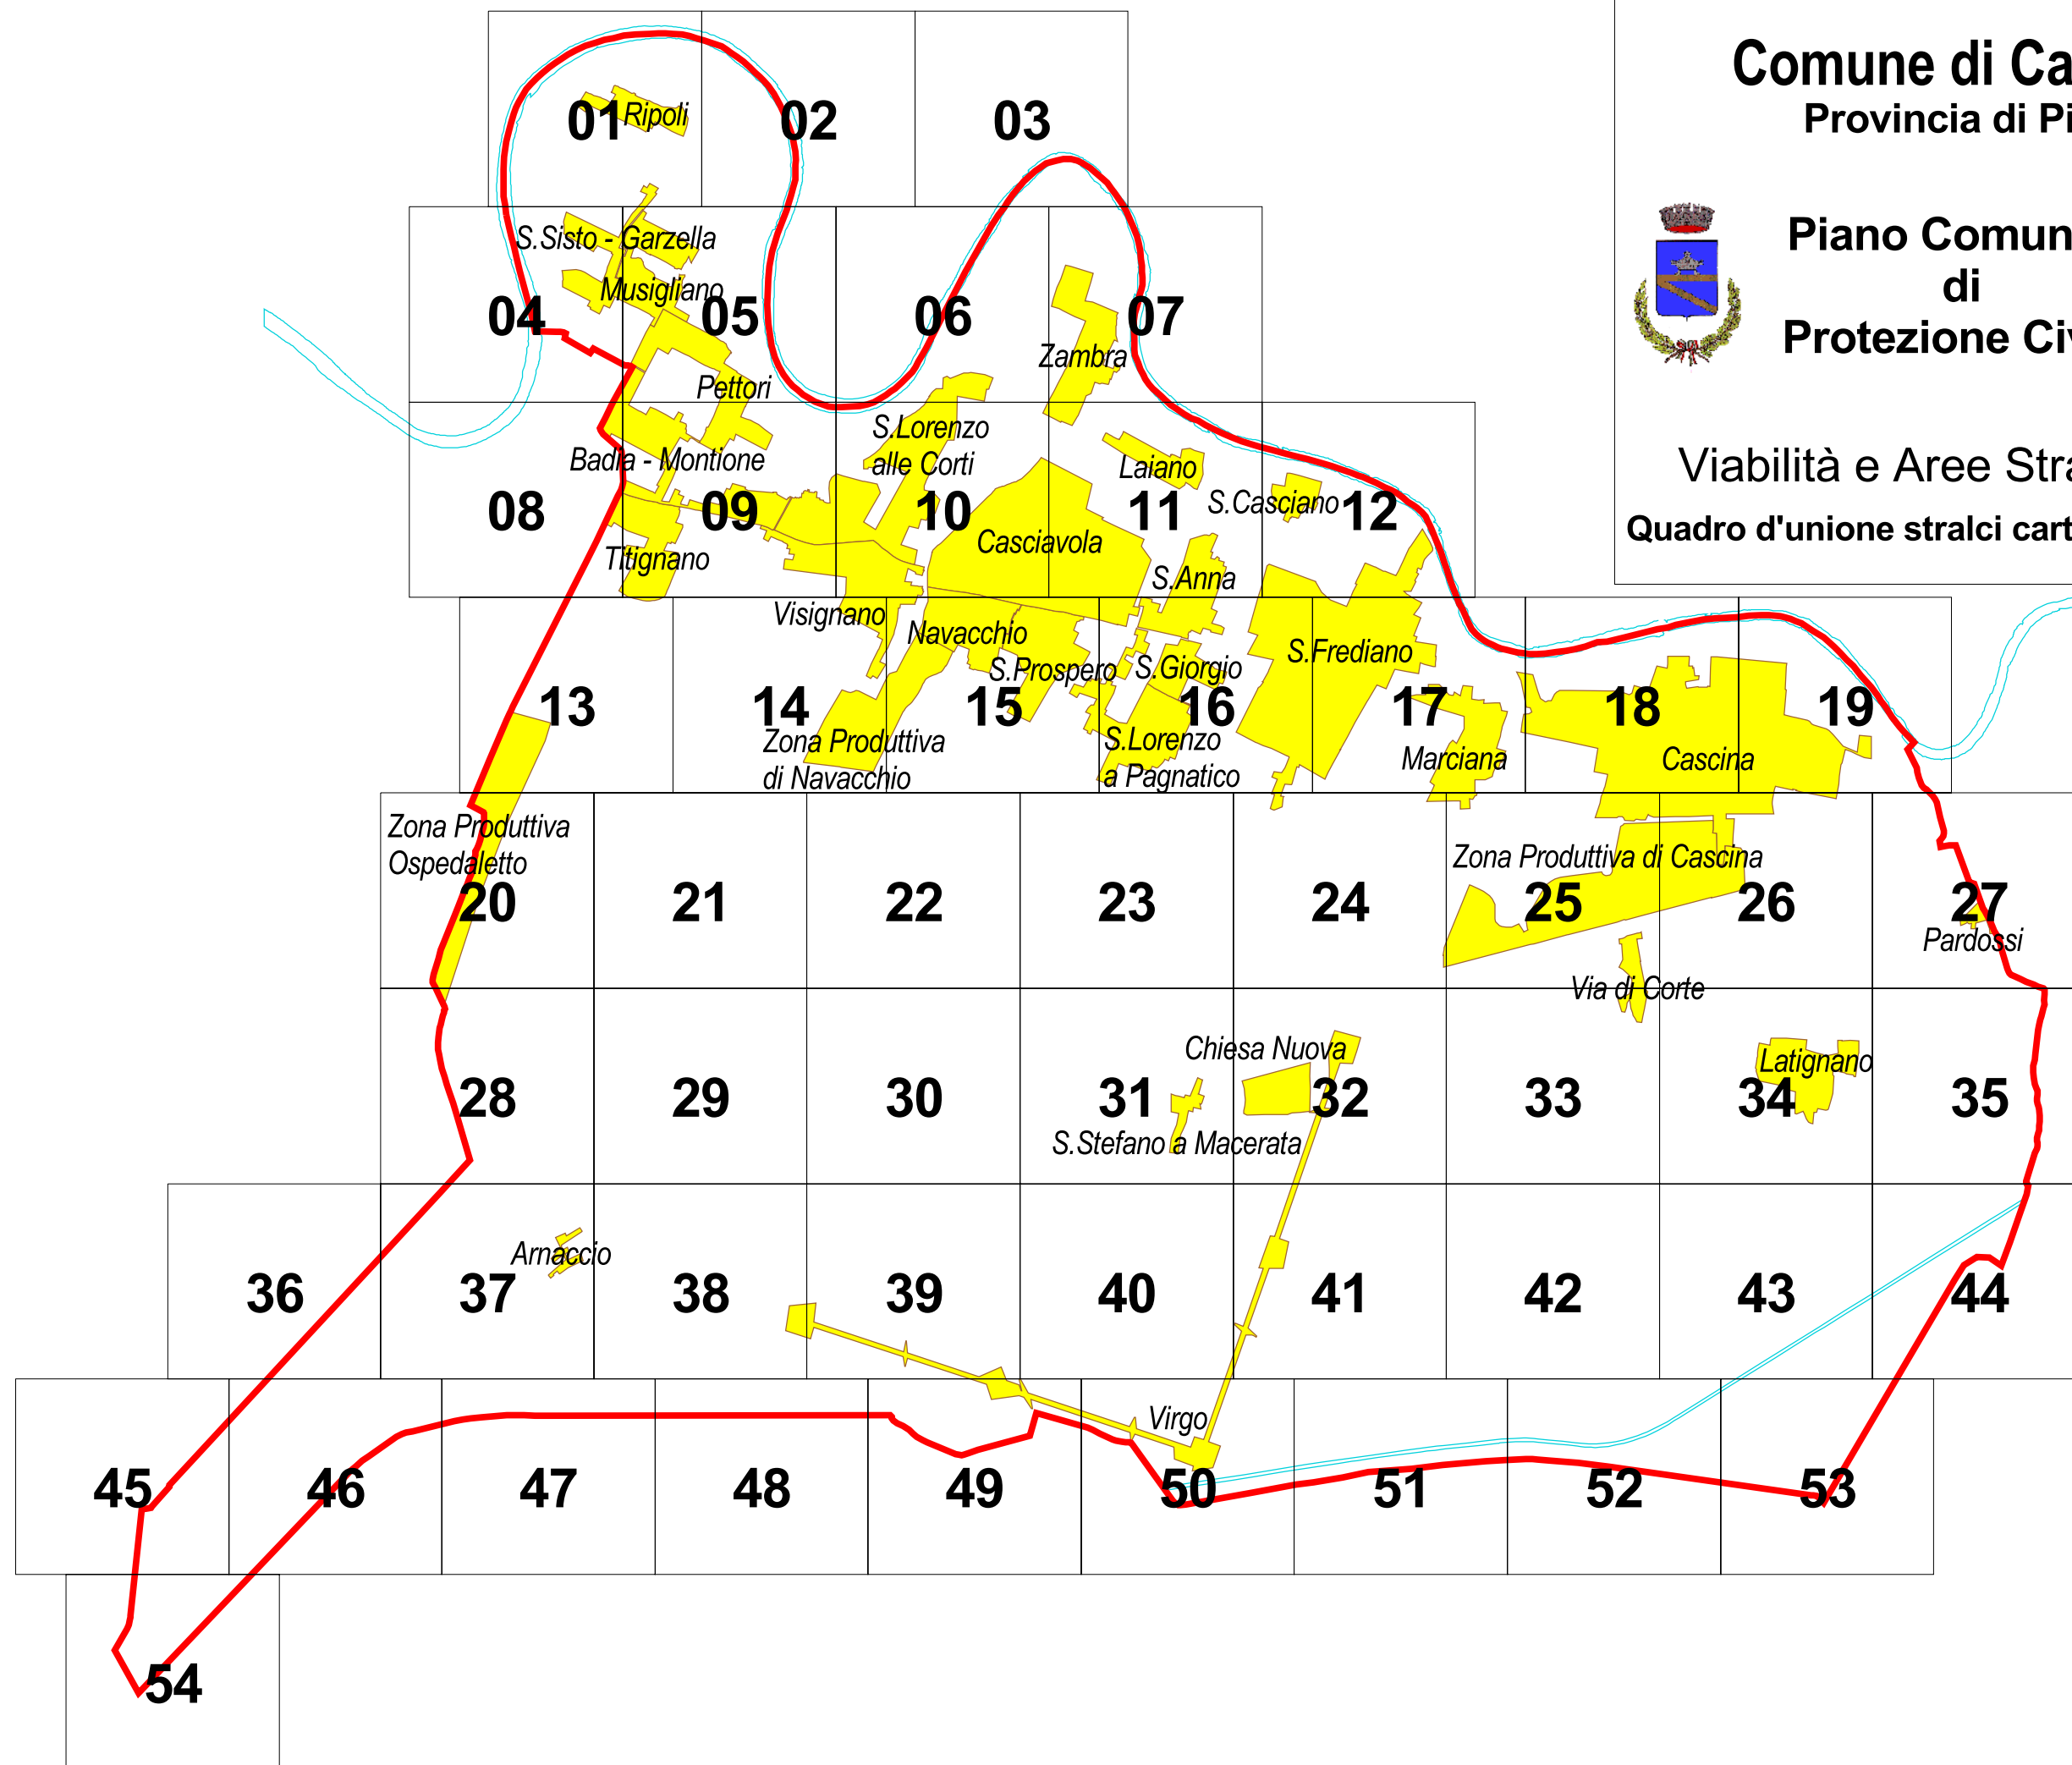 Comune di Ca
Provincia di Pi
Piano Comun
di
Protezione Civ
Viabilità e Aree Stra
Quadro d'unione stralci cart
01
Ripoli
02
03
S.Sisto - Garzella
Musigliano
04
05
06
07
Zambra
Pettori
S.Lorenzo
alle Corti
Badia - Montione
Laiano
S.Casciano
08
09
10
11
12
Casciavola
Titignano
S.Anna
Visignano
Navacchio
S.Prospero
S.Giorgio
S.Frediano
13
14
15
16
17
18
19
Zona Produttiva
di Navacchio
S.Lorenzo
a Pagnatico
Marciana
Cascina
Zona Produttiva
Ospedaletto
Zona Produttiva di Cascina
20
21
22
23
24
25
26
27
Pardossi
Via di Corte
Chiesa Nuova
Latignano
28
29
30
31
32
33
34
35
S.Stefano a Macerata
Arnaccio
36
37
38
39
40
41
42
43
44
Virgo
45
46
47
48
49
50
51
52
53
54